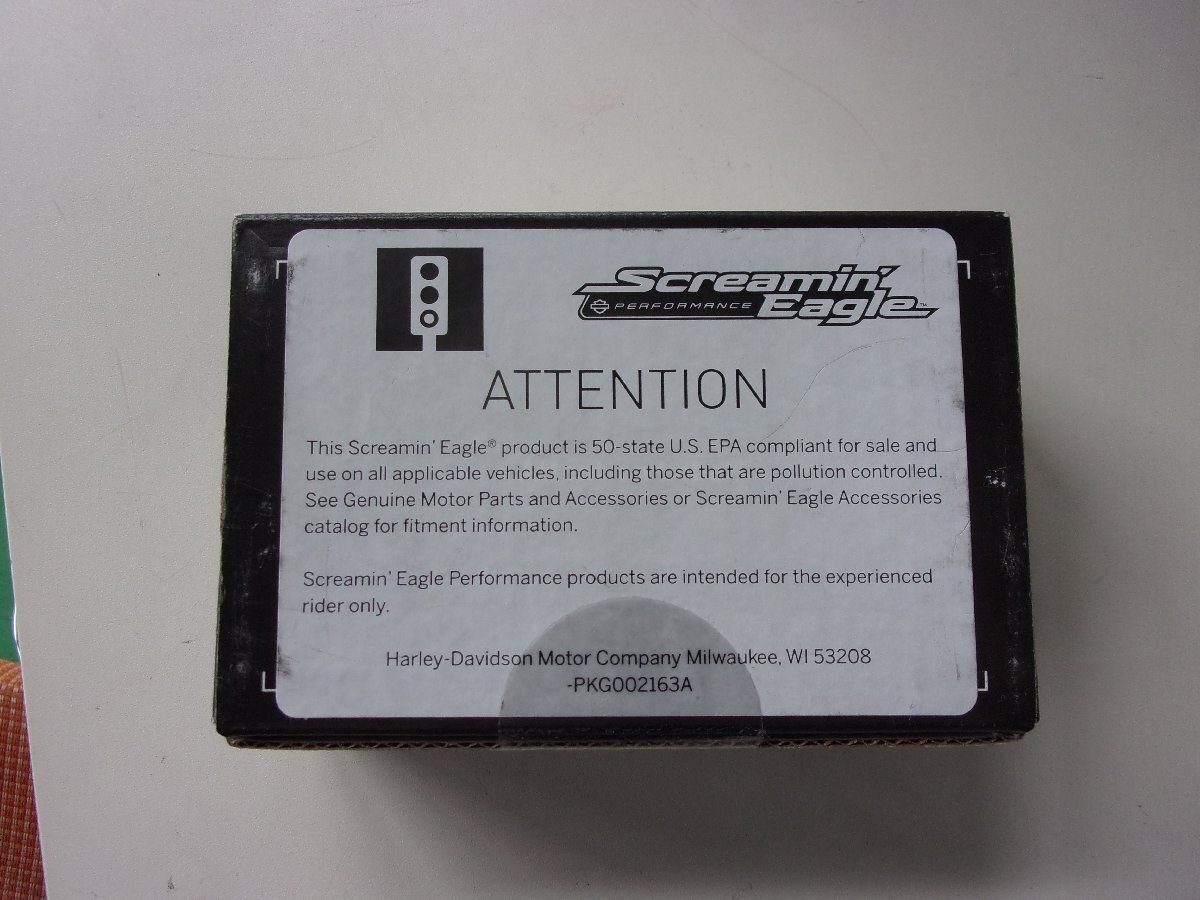 Screamin'
PERFORMANCE Eagle™
ATTENTION
This Screamin' Eagle® product is 50-state U.S. EPA compliant for sale and
use on all applicable vehicles, including those that are pollution controlled.
See Genuine Motor Parts and Accessories or Screamin' Eagle Accessories
catalog for fitment information.
Screamin' Eagle Performance products are intended for the experienced
rider only.
Harley-Davidson Motor Company Milwaukee, WI 53208
-PKG002163A